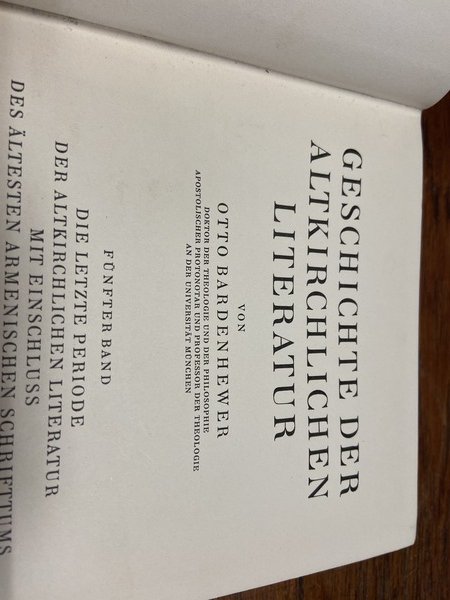 GESCHICHTE DER
ALTKIRCHLICHEN
LITERATUR
VON
OTTO BARDENHEWER
DOKTOR DER THEOLOGIE UND DER PHILOSOPHIE
APOSTOLISCHER PROTONOTAR UND PROFESSOR DER THEOLOGIE
AN DER UNIVERSITÄT MÜNCHEN
FÜNFTER BAND
DIE LETZTE PERIODE
DER ALTKIRCHLICHEN LITERATUR
MIT EINSCHLUSS
DES ÄLTESTEN ARMENISCHEN SCHRIFTTUMS